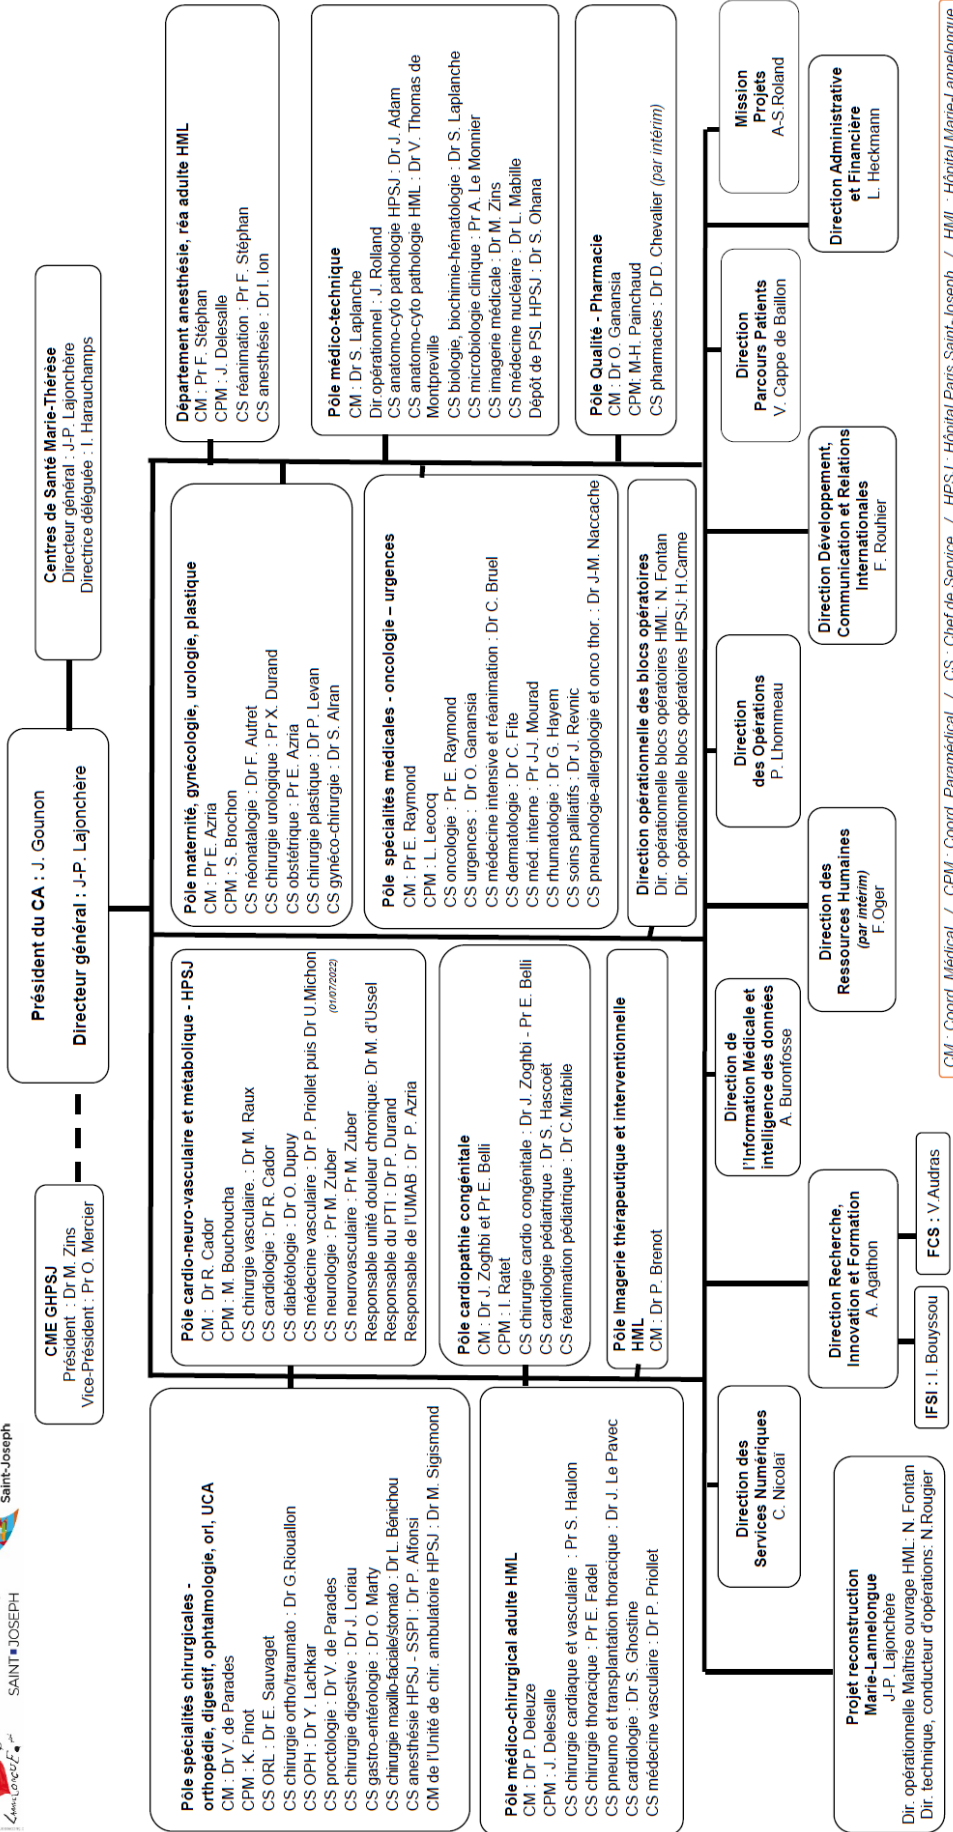 SAINT■JOSEPH
Saint-Joseph
CME GHPSJ
Président : Dr M. Zins
Vice-Président : Pr O. Mercier
Président du CA : J. Gounon
Directeur général : J-P. Lajonchère
Centres de Santé Marie-Thérèse
Directeur général : J-P. Lajonchère
Directrice déléguée : I. Harauchamps
Pôle spécialités chirurgicales -
orthopédie, digestif, ophtalmologie, orl, UCA
CM : Dr V. de Parades
CPM : K. Pinot
CS ORL : Dr E. Sauvaget
CS chirurgie ortho/traumato : Dr G.Riouallon
CS OPH : Dr Y. Lachkar
CS proctologie : Dr V. de Parades
CS chirurgie digestive : Dr J. Loriau
CS gastro-entérologie : Dr O. Marty
CS chirurgie maxillo-faciale/stomato : Dr L. Bénichou
CS anesthésie HPSJ - SSPI : Dr P. Alfonsi
CM de l'Unité de chir. ambulatoire HPSJ : Dr M. Sigismond
Pôle cardio-neuro-vasculaire et métabolique - HPSJ
CM : Dr R. Cador
CPM : M. Bouchoucha
CS chirurgie vasculaire. : Dr M. Raux
CS cardiologie : Dr R. Cador
CS diabétologie : Dr O. Dupuy
CS médecine vasculaire : Dr P. Priollet puis Dr U.Michon
(01/07/2022)
CS neurologie : Pr M. Zuber
CS neurovasculaire : Pr M. Zuber
Responsable unité douleur chronique: Dr M. d'Ussel
Responsable du PTI : Dr P. Durand
Responsable de l'UMAB : Dr P. Azria
Pôle maternité, gynécologie, urologie, plastique
CM : Pr E. Azria
CPM : S. Brochon
CS néonatalogie : Dr F. Autret
CS chirurgie urologique : Pr X. Durand
CS obstétrique : Pr E. Azria
CS chirurgie plastique : Dr P. Levan
CS gynéco-chirurgie : Dr S. Alran
Département anesthésie, réa adulte HML
CM : Pr F. Stéphan
CPM : J. Delesalle
CS réanimation : Pr F. Stéphan
CS anesthésie : Dr I. Ion
Pôle médico-chirurgical adulte HML
CM : Dr P. Deleuze
CPM : J. Delesalle
CS chirurgie cardiaque et vasculaire : Pr S. Haulon
CS chirurgie thoracique : Pr E. Fadel
CS pneumo et transplantation thoracique : Dr J. Le Pavec
CS cardiologie : Dr S. Ghostine
CS médecine vasculaire : Dr P. Priollet
Pôle cardiopathie congénitale
CM : Dr J. Zoghbi et Pr E. Belli
CPM : I. Ratet
CS chirurgie cardio congénitale : Dr J. Zoghbi - Pr E. Belli
CS cardiologie pédiatrique : Dr S. Hascoët
CS réanimation pédiatrique : Dr C.Mirabile
Pôle Imagerie thérapeutique et interventionnelle
HML
CM : Dr P. Brenot
Pôle spécialités médicales - oncologie – urgences
CM : Pr E. Raymond
CPM : L. Lecocq
CS oncologie : Pr E. Raymond
CS urgences : Dr O. Ganansia
CS médecine intensive et réanimation : Dr C. Bruel
CS dermatologie : Dr C. Fite
CS méd. interne : Pr J-J. Mourad
CS rhumatologie : Dr G. Hayem
CS soins palliatifs : Dr J. Revnic
CS pneumologie-allergologie et onco thor. : Dr J-M. Naccache
Direction opérationnelle des blocs opératoires
Dir. opérationnelle blocs opératoires HML: N. Fontan
Dir. opérationnelle blocs opératoires HPSJ: H.Carme
Pôle médico-technique
CM : Dr S. Laplanche
Dir.opérationnel : J. Rolland
CS anatomo-cyto pathologie HPSJ : Dr J. Adam
CS anatomo-cyto pathologie HML : Dr V. Thomas de
Montpreville
CS biologie, biochimie-hématologie : Dr S. Laplanche
CS microbiologie clinique : Pr A. Le Monnier
CS imagerie médicale : Dr M. Zins
CS médecine nucléaire : Dr L. Mabille
Dépôt de PSL HPSJ : Dr S. Ohana
Pôle Qualité - Pharmacie
CM : Dr O. Ganansia
CPM: M-H. Painchaud
CS pharmacies : Dr D. Chevalier (par intérim)
Direction des
Services Numériques
C. Nicolaï
Direction de
l'Information Médicale et
intelligence des données
A. Buronfosse
Direction
des Opérations
P. Lhommeau
Direction
Parcours Patients
V. Cappe de Baillon
Mission
Projets
A-S.Roland
Projet reconstruction
Marie-Lannelongue
J-P. Lajonchère
Dir. opérationnelle Maîtrise ouvrage HML: N. Fontan
Dir. technique, conducteur d'opérations: N.Rougier
Direction Recherche,
Innovation et Formation
A. Agathon
Direction des
Ressources Humaines
(par intérim)
F.Oger
Direction Développement,
Communication et Relations
Internationales
F. Rouhier
Direction Administrative
et Financière
L. Heckmann
IFSI : I. Bouyssou
FCS : V.Audras
CM : Coord. Médical / CPM : Coord. Paramédical / CS : Chef de Service / HPSJ : Hôpital Paris Saint-Joseph / HML : Hôpital Marie-Lannelongue